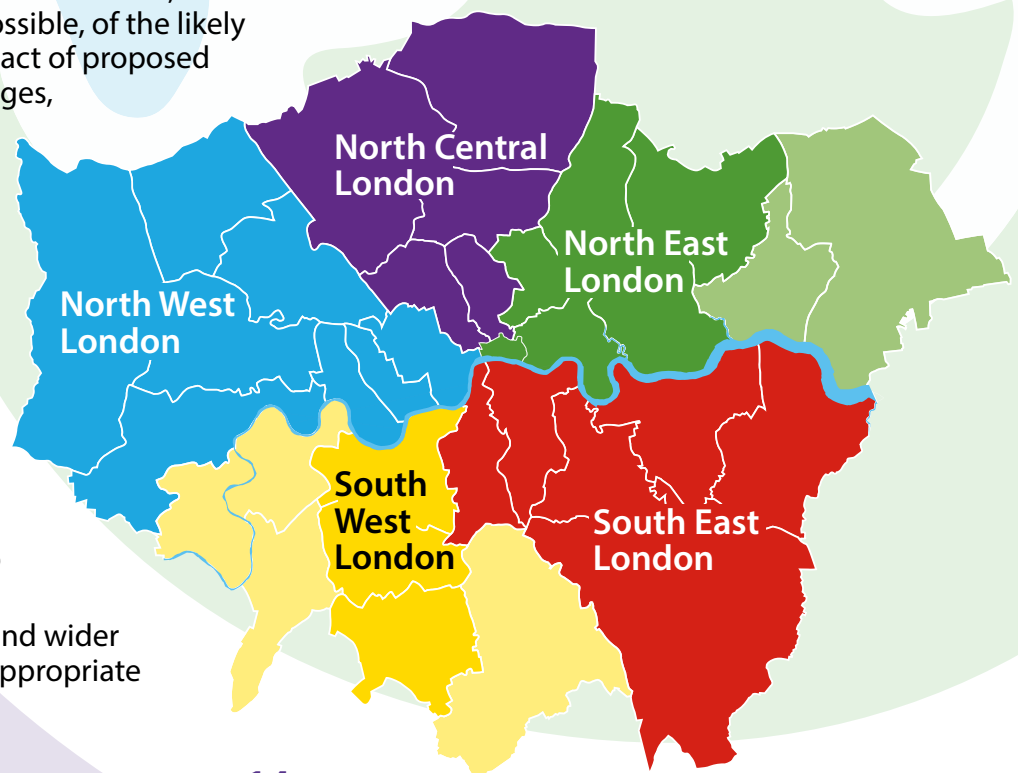 ossible, of the likely
act of proposed
ges,
North Central
London
North East
London
North West
London
South
West
London
South East
London
nd wider
ppropriate